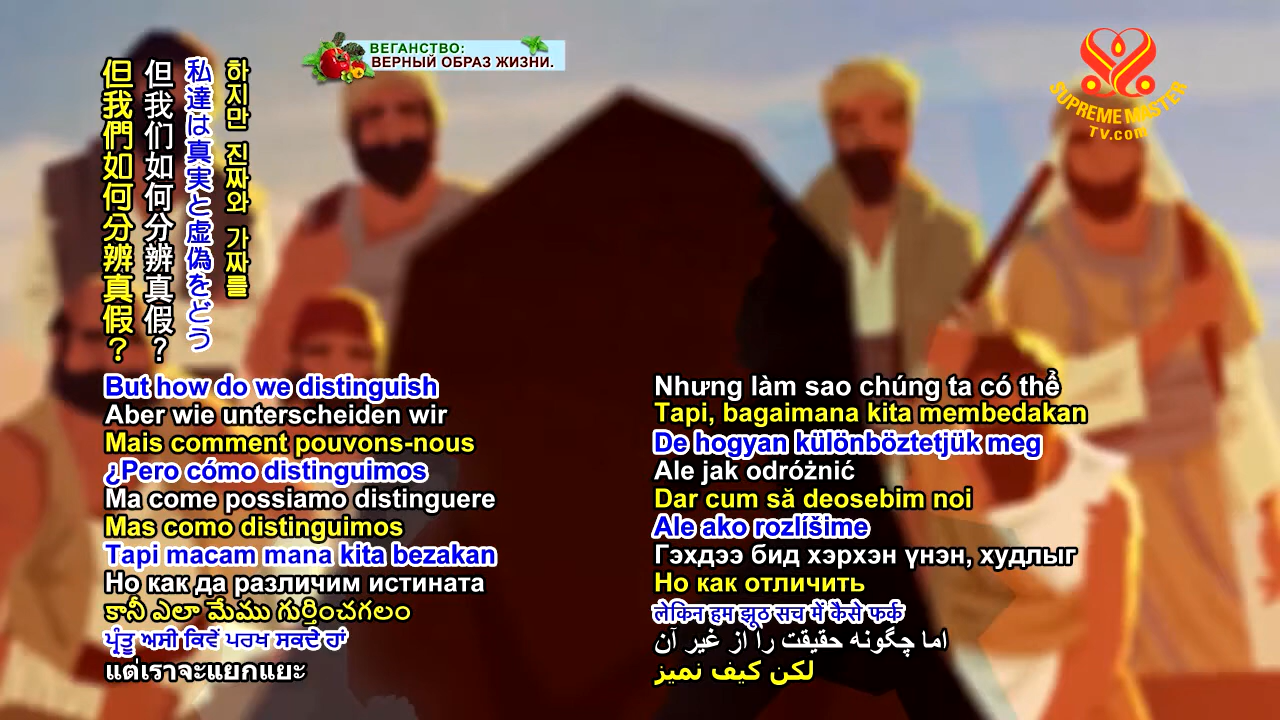 ВЕГАНСТВО:
ВЕРНЫЙ ОБРАЗ ЖИЗНИ.
SUPREME MASTER
TV.com
하지만 진짜와 가짜를
私達は真実と虚偽をどう
但我们如何分辨真假？
但我們如何分辨真假？
But how do we distinguish
Aber wie unterscheiden wir
Mais comment pouvons-nous
¿Pero cómo distinguimos
Ma come possiamo distinguere
Mas como distinguimos
Tapi macam mana kita bezakan
Но как да различим истината
కానీ ఎలా మేము గుర్తించగలం
ਪ੍ਰੰਤੂ ਅਸੀ ਕਿਵੇਂ ਪਰਖ ਸਕਦੇ ਹਾਂ
แต่เราจะแยกแยะ
Nhưng làm sao chúng ta có thể
Tapi, bagaimana kita membedakan
De hogyan különböztetjük meg
Ale jak odróżnić
Dar cum să deosebim noi
Ale ako rozlíšime
Гэхдээ бид хэрхэн үнэн, худлыг
Но как отличить
लेकिन हम झूठ सच में कैसे फर्क
اما چگونه حقیقت را از غیر آن
لكن كيف نميز